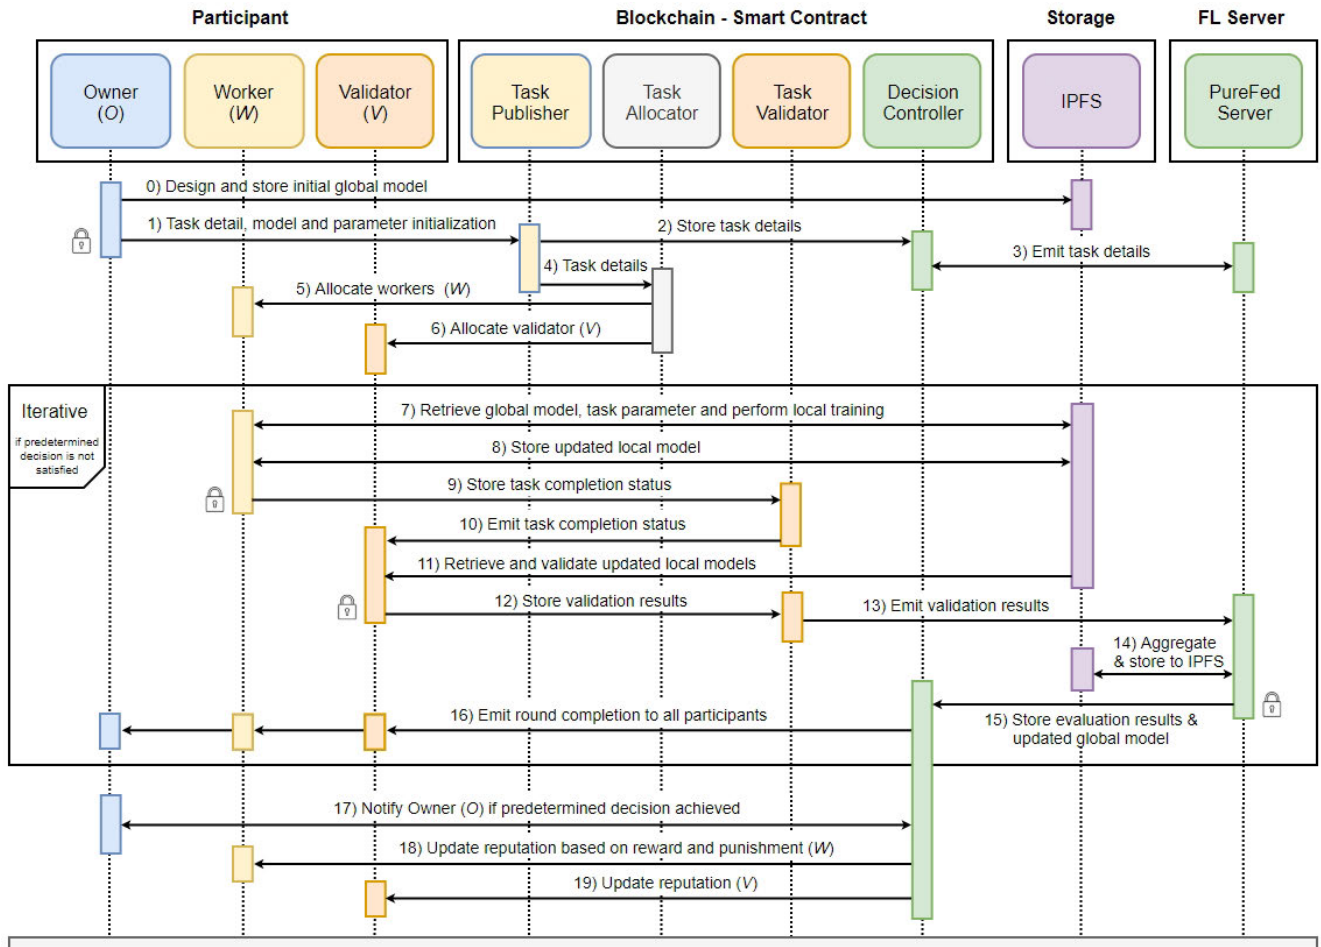 Participant
Blockchain - Smart Contract
Storage
FL Server
Owner
(O)
Worker
(W)
Validator
(V)
Task
Publisher
Task
Allocator
Task
Validator
Decision
Controller
IPFS
PureFed
Server
0) Design and store initial global model
1) Task detail, model and parameter initialization
2) Store task details
3) Emit task details
4) Task details
5) Allocate workers (W)
6) Allocate validator (V)
Iterative
if predetermined
decision is not
satisfied
7) Retrieve global model, task parameter and perform local training
8) Store updated local model
9) Store task completion status
10) Emit task completion status
11) Retrieve and validate updated local models
12) Store validation results
13) Emit validation results
14) Aggregate
& store to IPFS
15) Store evaluation results &
updated global model
16) Emit round completion to all participants
17) Notify Owner (O) if predetermined decision achieved
18) Update reputation based on reward and punishment (W)
19) Update reputation (V)